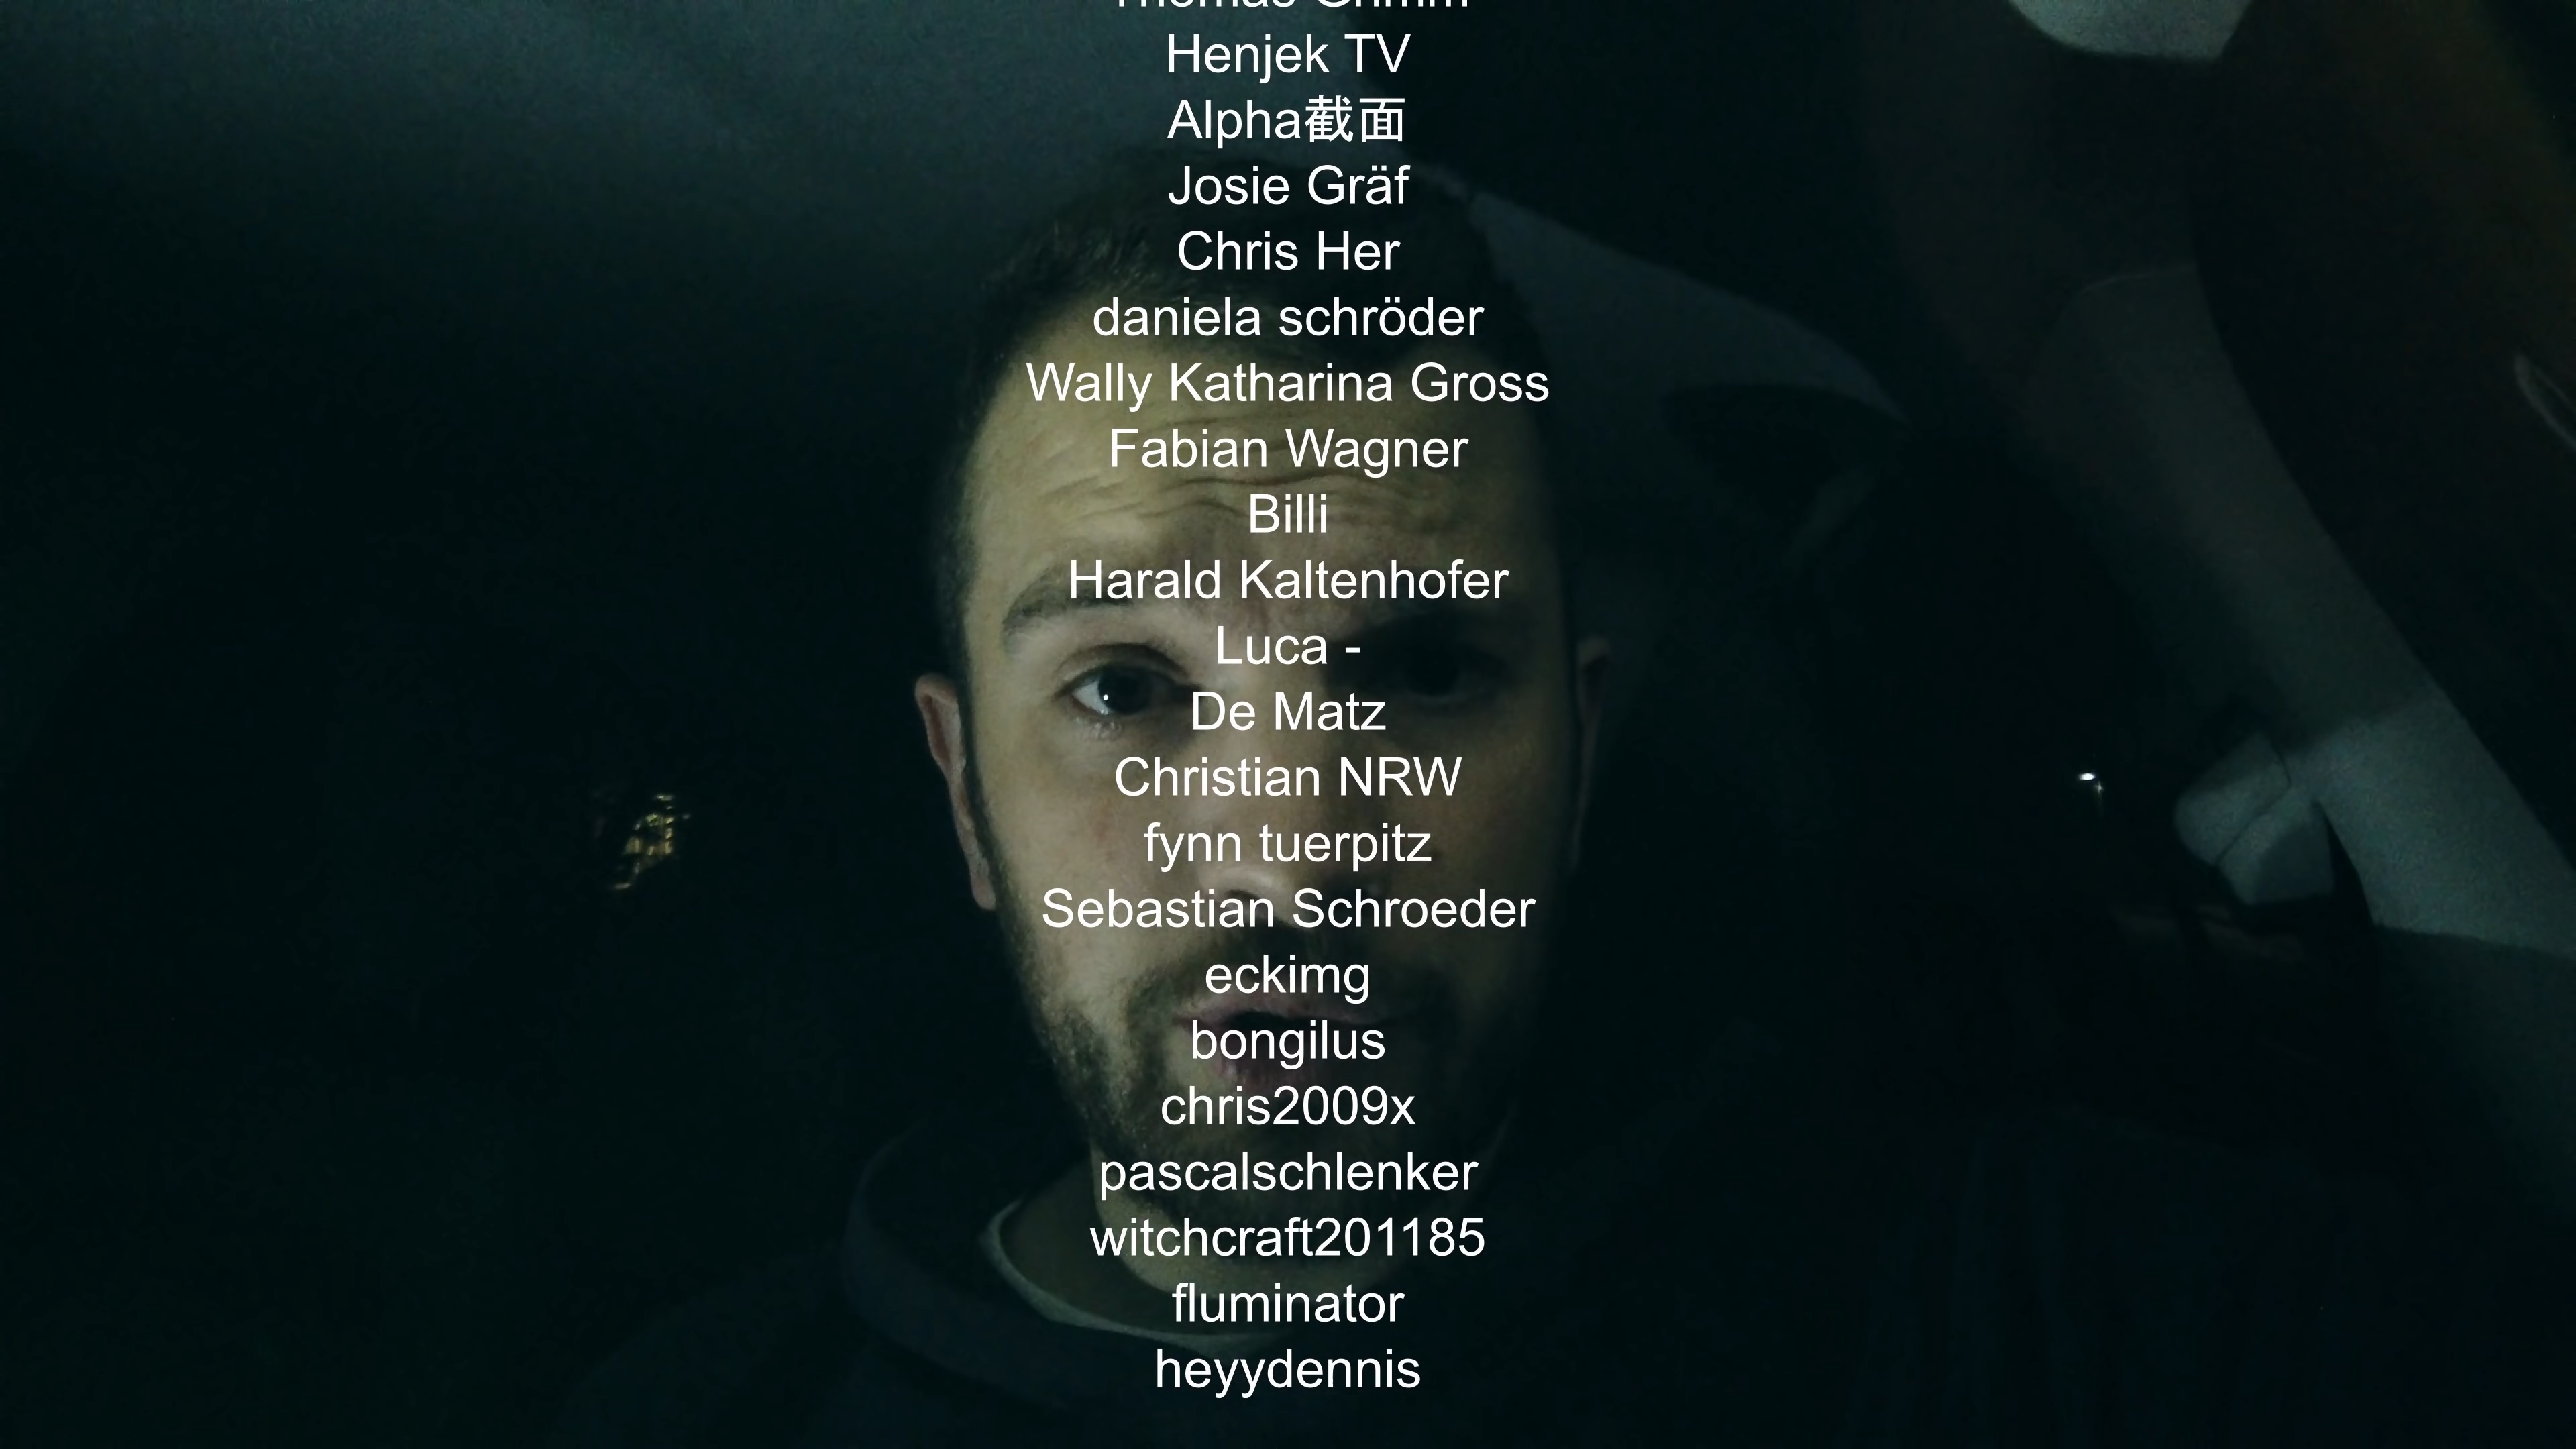 Thomas Grimm
Henjek TV
Alpha截面
Josie Gräf
Chris Her
daniela schröder
Wally Katharina Gross
Fabian Wagner
Billi
Harald Kaltenhofer
Luca -
De Matz
Christian NRW
fynn tuerpitz
Sebastian Schroeder
eckimg
bongilus
chris2009x
pascalschlenker
witchcraft201185
fluminator
heyydennis